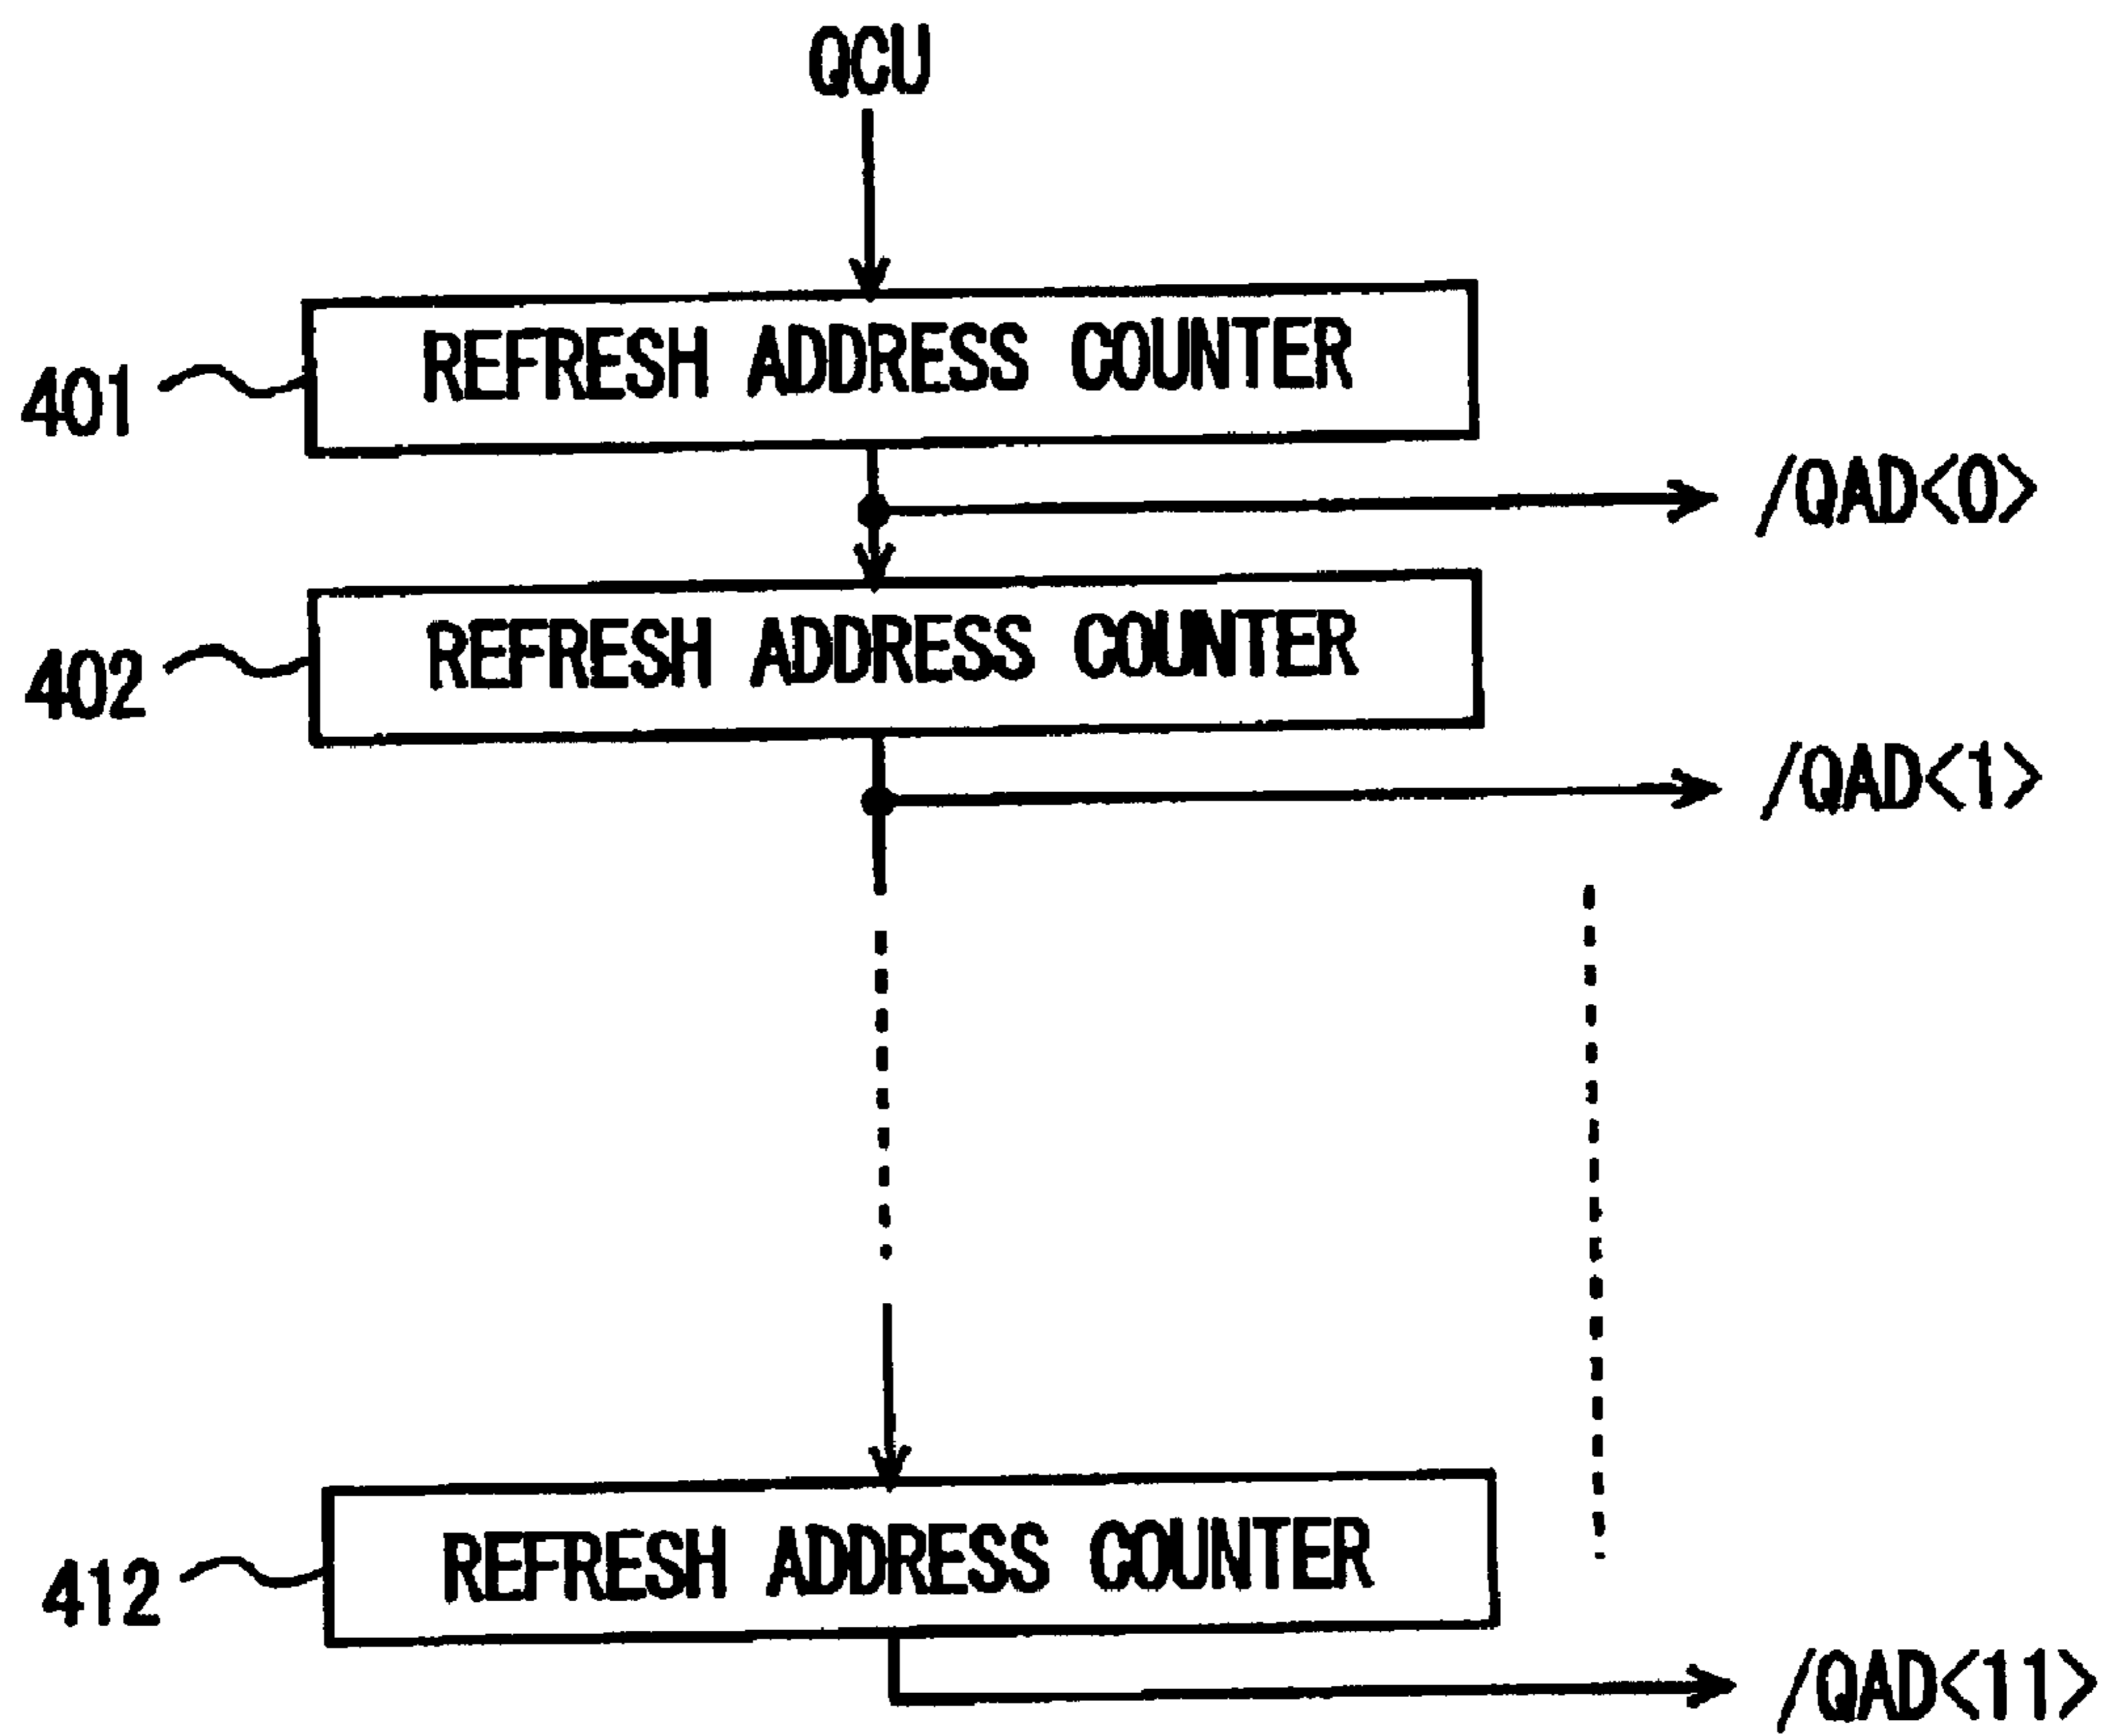 QCU
REFRESH ADDRESS COUNTER
401
/QAD<0>
REFRESH ADDRESS COUNTER
402
/QAD<1>
REFRESH ADDRESS COUNTER
412
/QAD<11>